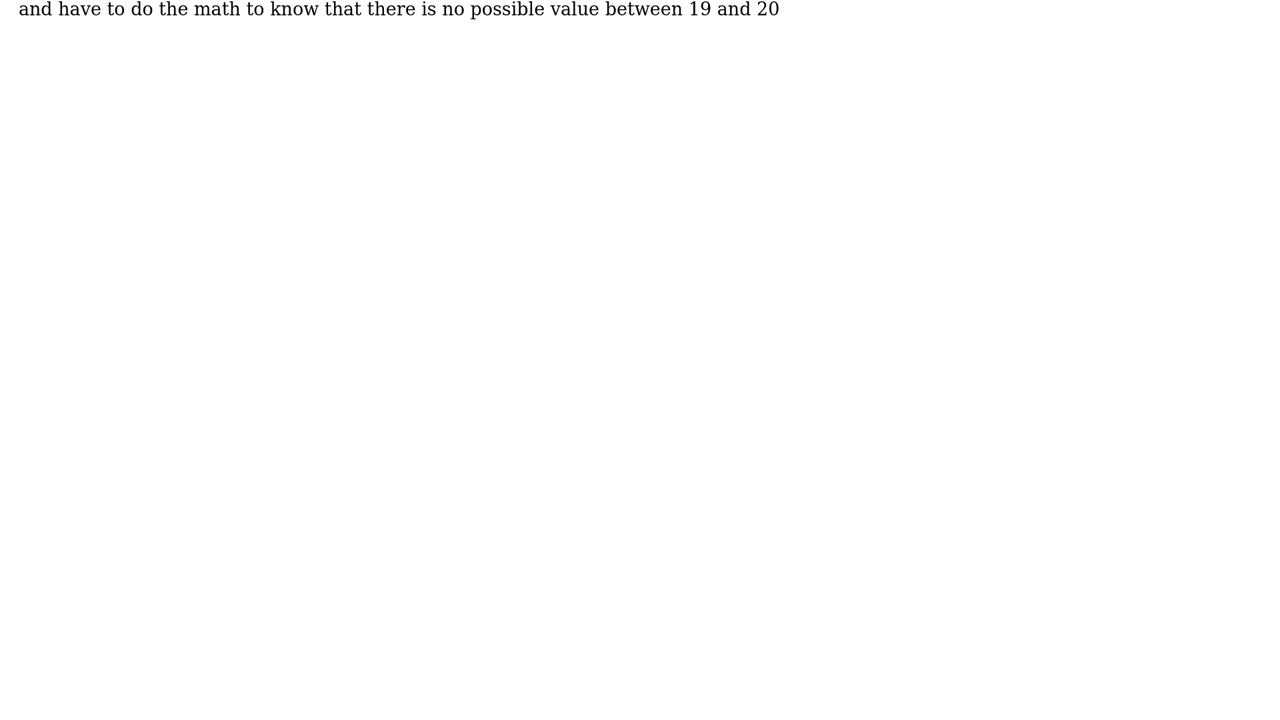 and have to do the math to know that there is no possible value between 19 and 20